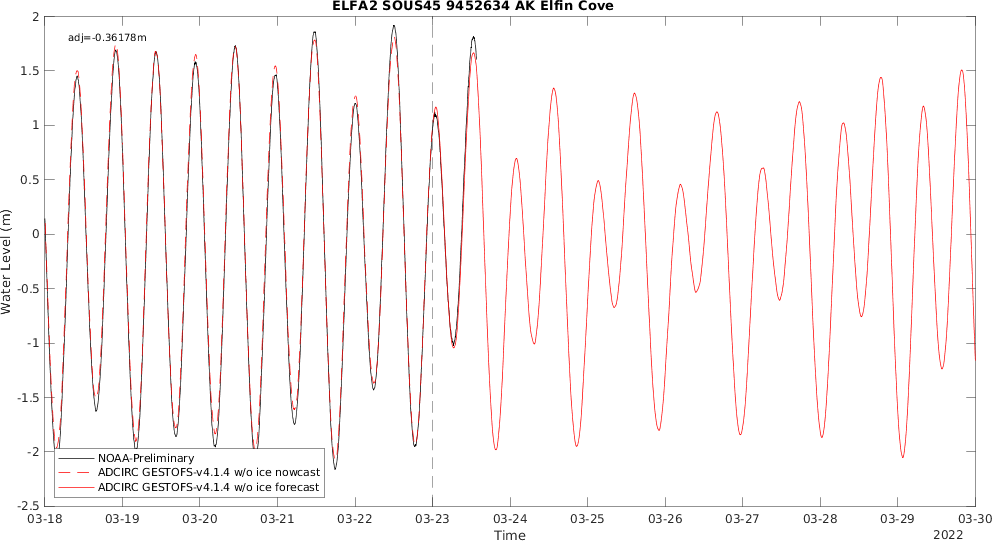 ELFA2 SOUS45 9452634 AK Elfin Cove
adj=-0.36178m
Water Level (m)
2
1.5
1
0.5
0
-0.5
-1
-1.5
-2
-2.5
NOAA-Preliminary
ADCIRC GESTOFS-v4.1.4 w/o ice nowcast
ADCIRC GESTOFS-v4.1.4 w/o ice forecast
03-18 03-19 03-20 03-21 03-22 03-23 03-24 03-25 03-26 03-27 03-28 03-29 03-30
Time
2022